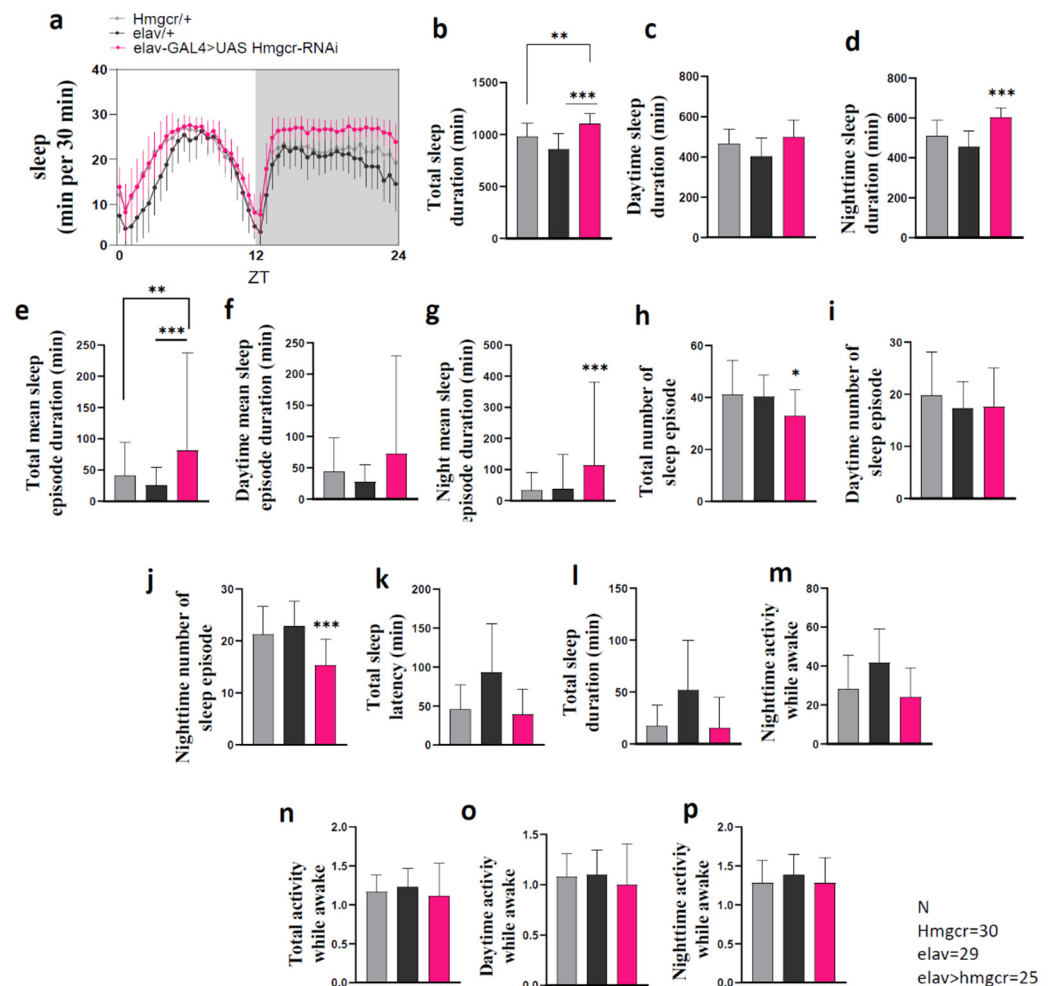 a
Hmgcr/+
elav/+
elav-GAL4>UAS Hmgcr-RNAi
sleep
(min per 30 min)
40
30
20
10
0
0
12
24
ZT
b
**
***
Total sleep
duration (min)
1500
1000
500
0
c
Daytime sleep
duration (min)
800
600
400
200
0
d
***
Nighttime sleep
duration (min)
800
600
400
200
0
e
**
***
Total mean sleep
episode duration (min)
250
200
150
100
50
0
f
Daytime mean sleep
episode duration (min)
250
200
150
100
50
0
g
***
Night mean sleep
episode duration (min)
500
400
300
200
100
0
h
*
Total number of
sleep episode
60
40
20
0
i
Daytime number of
sleep episode
30
20
10
0
j
***
Nighttime number of
sleep episode
30
20
10
0
k
Total sleep
latency (min)
200
150
100
50
0
l
Total sleep
duration (min)
150
100
50
0
m
Nighttime activiy
while awake
80
60
40
20
0
n
Total activity
while awake
2.0
1.5
1.0
0.5
0.0
o
Daytime activiy
while awake
1.5
1.0
0.5
0.0
p
Nighttime activiy
while awake
2.0
1.5
1.0
0.5
0.0
N
Hmgcr=30
elav=29
elav>hmgcr=25